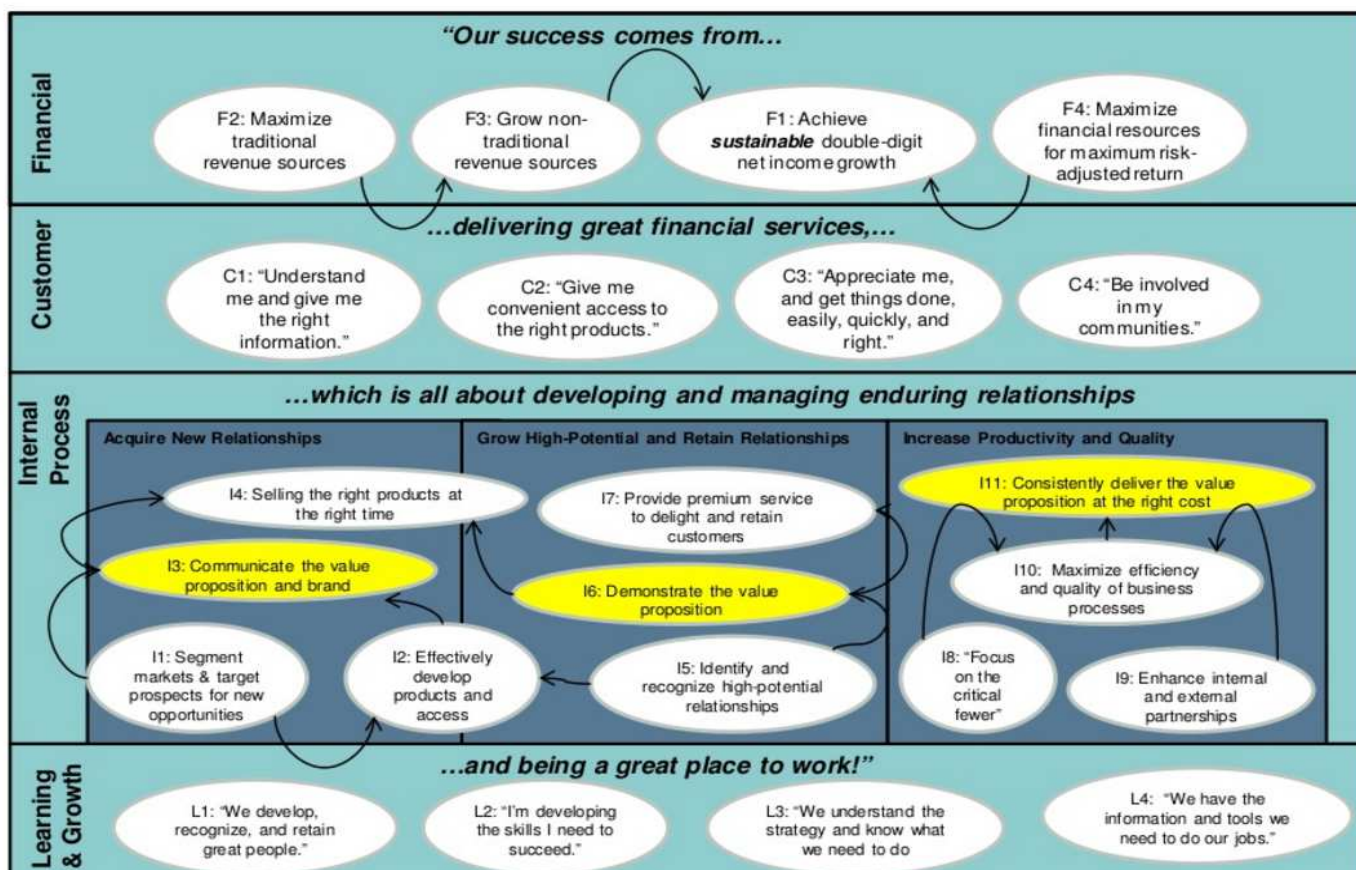 Financial
“Our success comes from…
F2: Maximize
traditional
revenue sources
F3: Grow non-
traditional
revenue sources
F1: Achieve
sustainable double-digit
net income growth
F4: Maximize
financial resources
for maximum risk-
adjusted return
Customer
…delivering great financial services,…
C1: “Understand
me and give me
the right
information.”
C2: “Give me
convenient access to
the right products.”
C3: “Appreciate me,
and get things done,
easily, quickly, and
right.”
C4: “Be involved
in my
communities.”
Internal
Process
…which is all about developing and managing enduring relationships
Acquire New Relationships
I4: Selling the right products at
the right time
I3: Communicate the value
proposition and brand
I1: Segment
markets & target
prospects for new
opportunities
I2: Effectively
develop
products and
access
Grow High-Potential and Retain Relationships
I7: Provide premium service
to delight and retain
customers
I6: Demonstrate the value
proposition
I5: Identify and
recognize high-potential
relationships
Increase Productivity and Quality
I11: Consistently deliver the value
proposition at the right cost
I10: Maximize efficiency
and quality of business
processes
I8: “Focus
on the
critical
fewer”
I9: Enhance internal
and external
partnerships
Learning
& Growth
…and being a great place to work!”
L1: “We develop,
recognize, and retain
great people.”
L2: “I’m developing
the skills I need to
succeed.”
L3: “We understand the
strategy and know what
we need to do
L4: “We have the
information and tools we
need to do our jobs.”